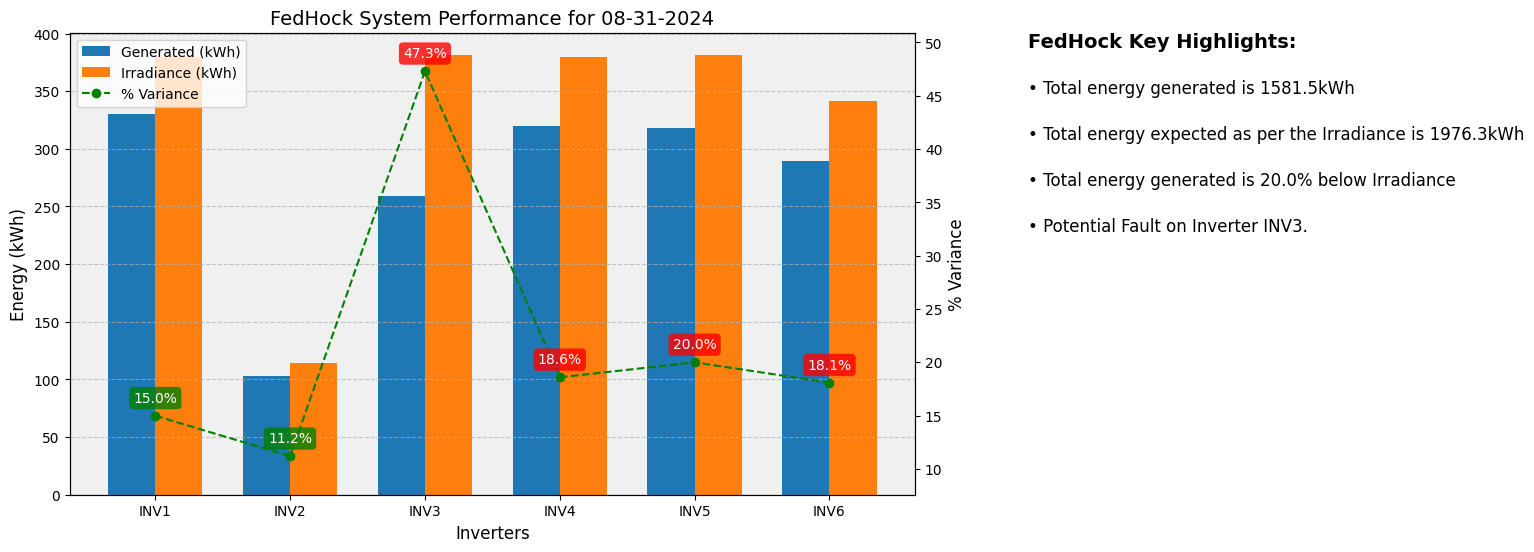 FedHock System Performance for 08-31-2024
Generated (kWh)
Irradiance (kWh)
% Variance
400
350
300
250
200
150
100
50
0
Energy (kWh)
15.0%
11.2%
47.3%
18.6%
20.0%
18.1%
50
45
40
35
30
25
20
15
10
% Variance
INV1
INV2
INV3
INV4
INV5
INV6
Inverters
FedHock Key Highlights:
• Total energy generated is 1581.5kWh
• Total energy expected as per the Irradiance is 1976.3kWh
• Total energy generated is 20.0% below Irradiance
• Potential Fault on Inverter INV3.